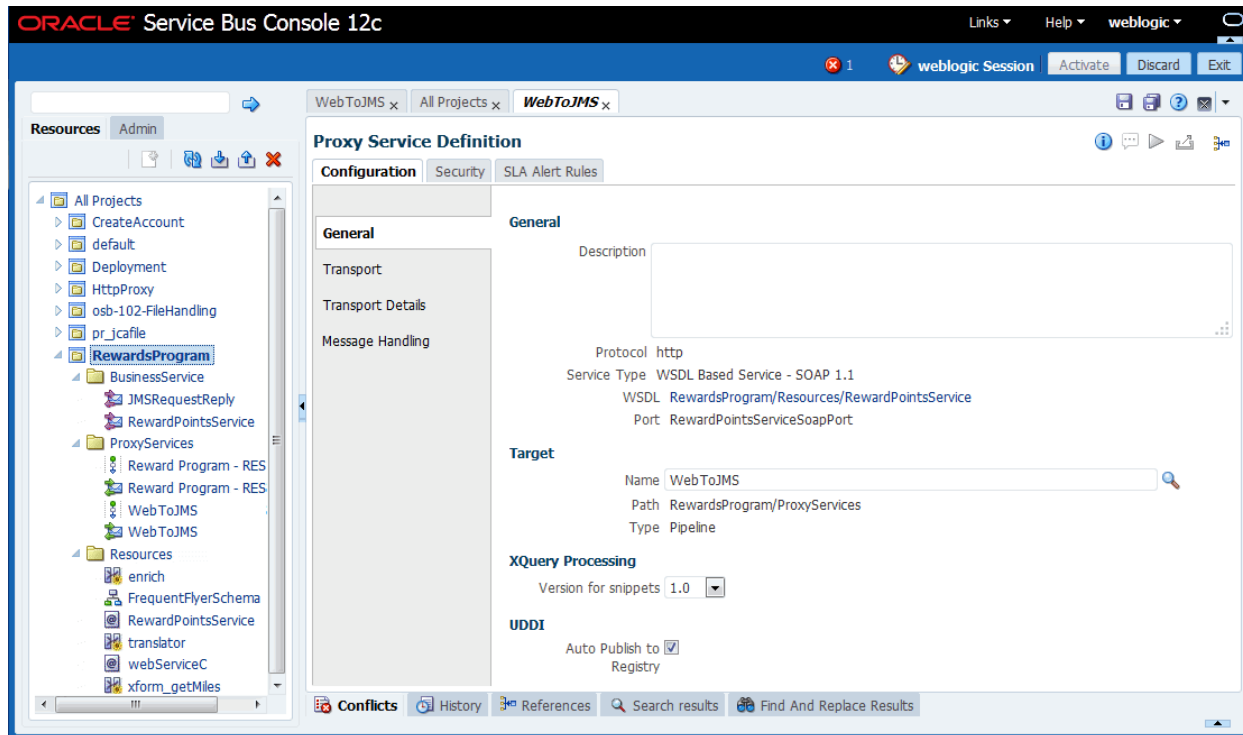 ORACLE Service Bus Console 12c
Links Help weblogic
1 weblogic Session Activate Discard Exit
Resources Admin
All Projects
CreateAccount
default
Deployment
HttpProxy
osb-102-FileHandling
pr_jcafile
RewardsProgram
BusinessService
JMSRequestReply
RewardPointsService
ProxyServices
Reward Program - RES
Reward Program - RES
WebToJMS
WebToJMS
Resources
enrich
FrequentFlyerSchema
RewardPointsService
translator
webServiceC
xform_getMiles
WebToJMS x All Projects x WebToJMS x
Proxy Service Definition
Configuration Security SLA Alert Rules
General
Transport
Transport Details
Message Handling
General
Description
Protocol http
Service Type WSDL Based Service - SOAP 1.1
WSDL RewardsProgram/Resources/RewardPointsService
Port RewardPointsServiceSoapPort
Target
Name WebToJMS
Path RewardsProgram/ProxyServices
Type Pipeline
XQuery Processing
Version for snippets 1.0
UDDI
Auto Publish to
Registry
Conflicts History References Search results Find And Replace Results